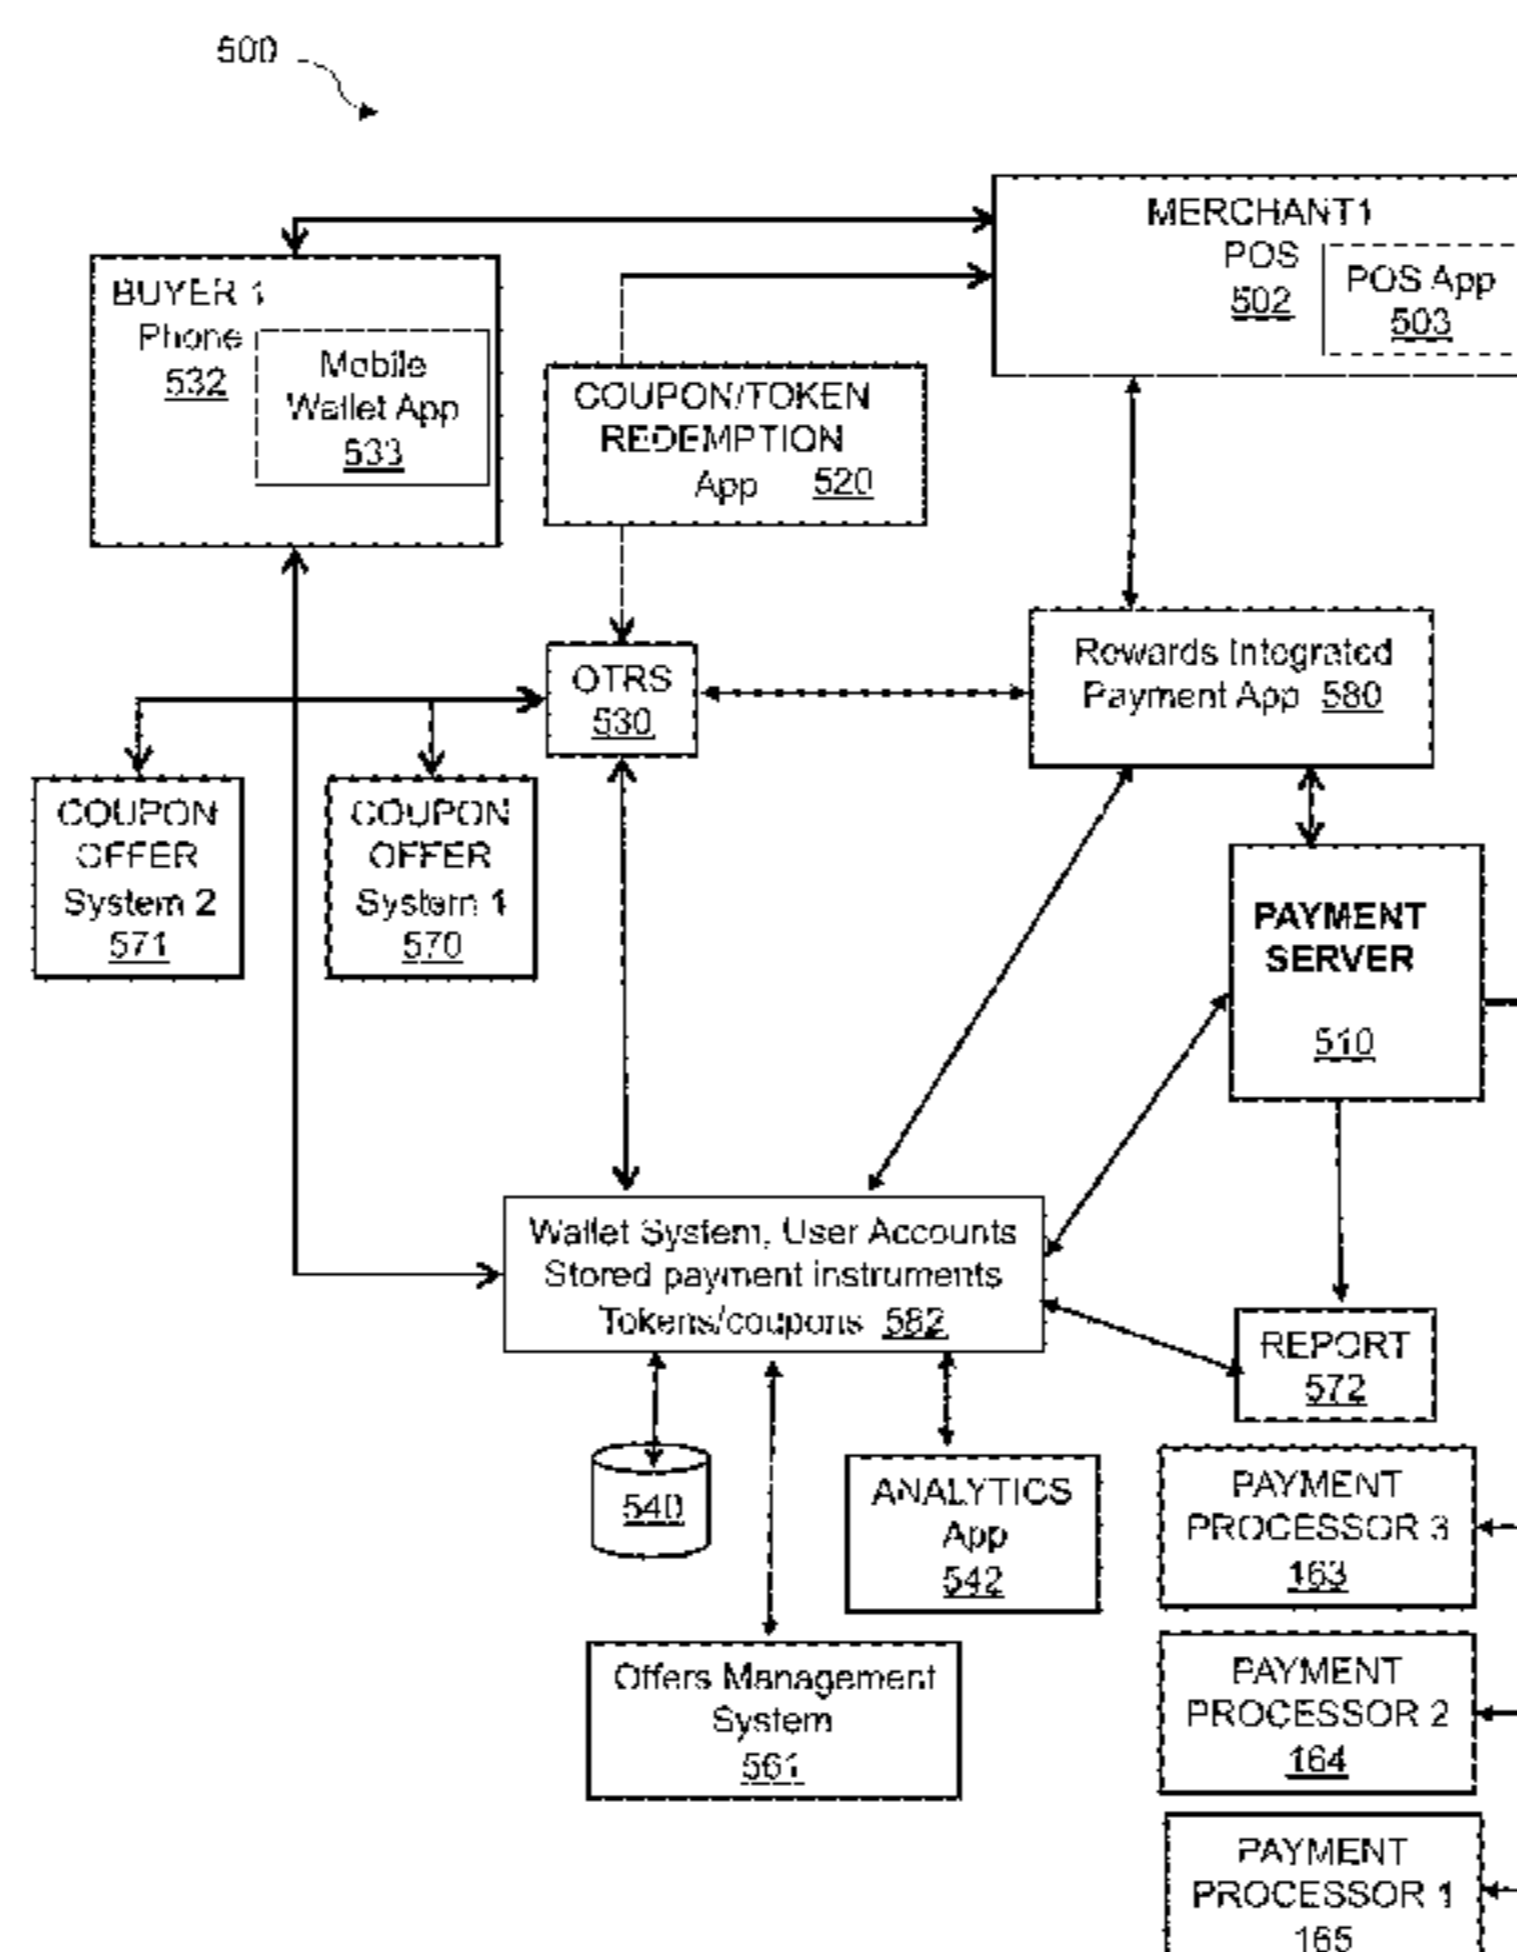 500
MERCHANT1
POS
502
POS App
503
BUYER 1
Phone
532
Mobile
Wallet App
533
COUPON/TOKEN
REDEMPTION
App 520
OTRS
530
Rewards Integrated
Payment App 580
COUPON
OFFER
System 2
571
COUPON
OFFER
System 1
570
PAYMENT
SERVER
510
Wallet System, User Accounts
Stored payment instruments
Tokens/coupons 582
REPORT
572
540
ANALYTICS
App
542
Offers Management
System
561
PAYMENT
PROCESSOR 3
163
PAYMENT
PROCESSOR 2
164
PAYMENT
PROCESSOR 1
165